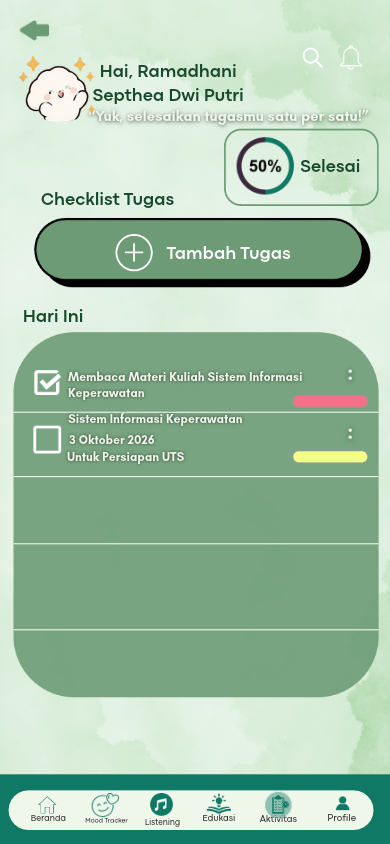 Hai, Ramadhani
Septhea Dwi Putri
"Yuk, selesaikan tugasmu satu per satu!"
50%
Selesai
Checklist Tugas
Tambah Tugas
Hari Ini
Membaca Materi Kuliah Sistem Informasi
Keperawatan
Sistem Informasi Keperawatan
3 Oktober 2026
Untuk Persiapan UTS
Beranda
Mood Tracker
Listening
Edukasi
Aktivitas
Profile